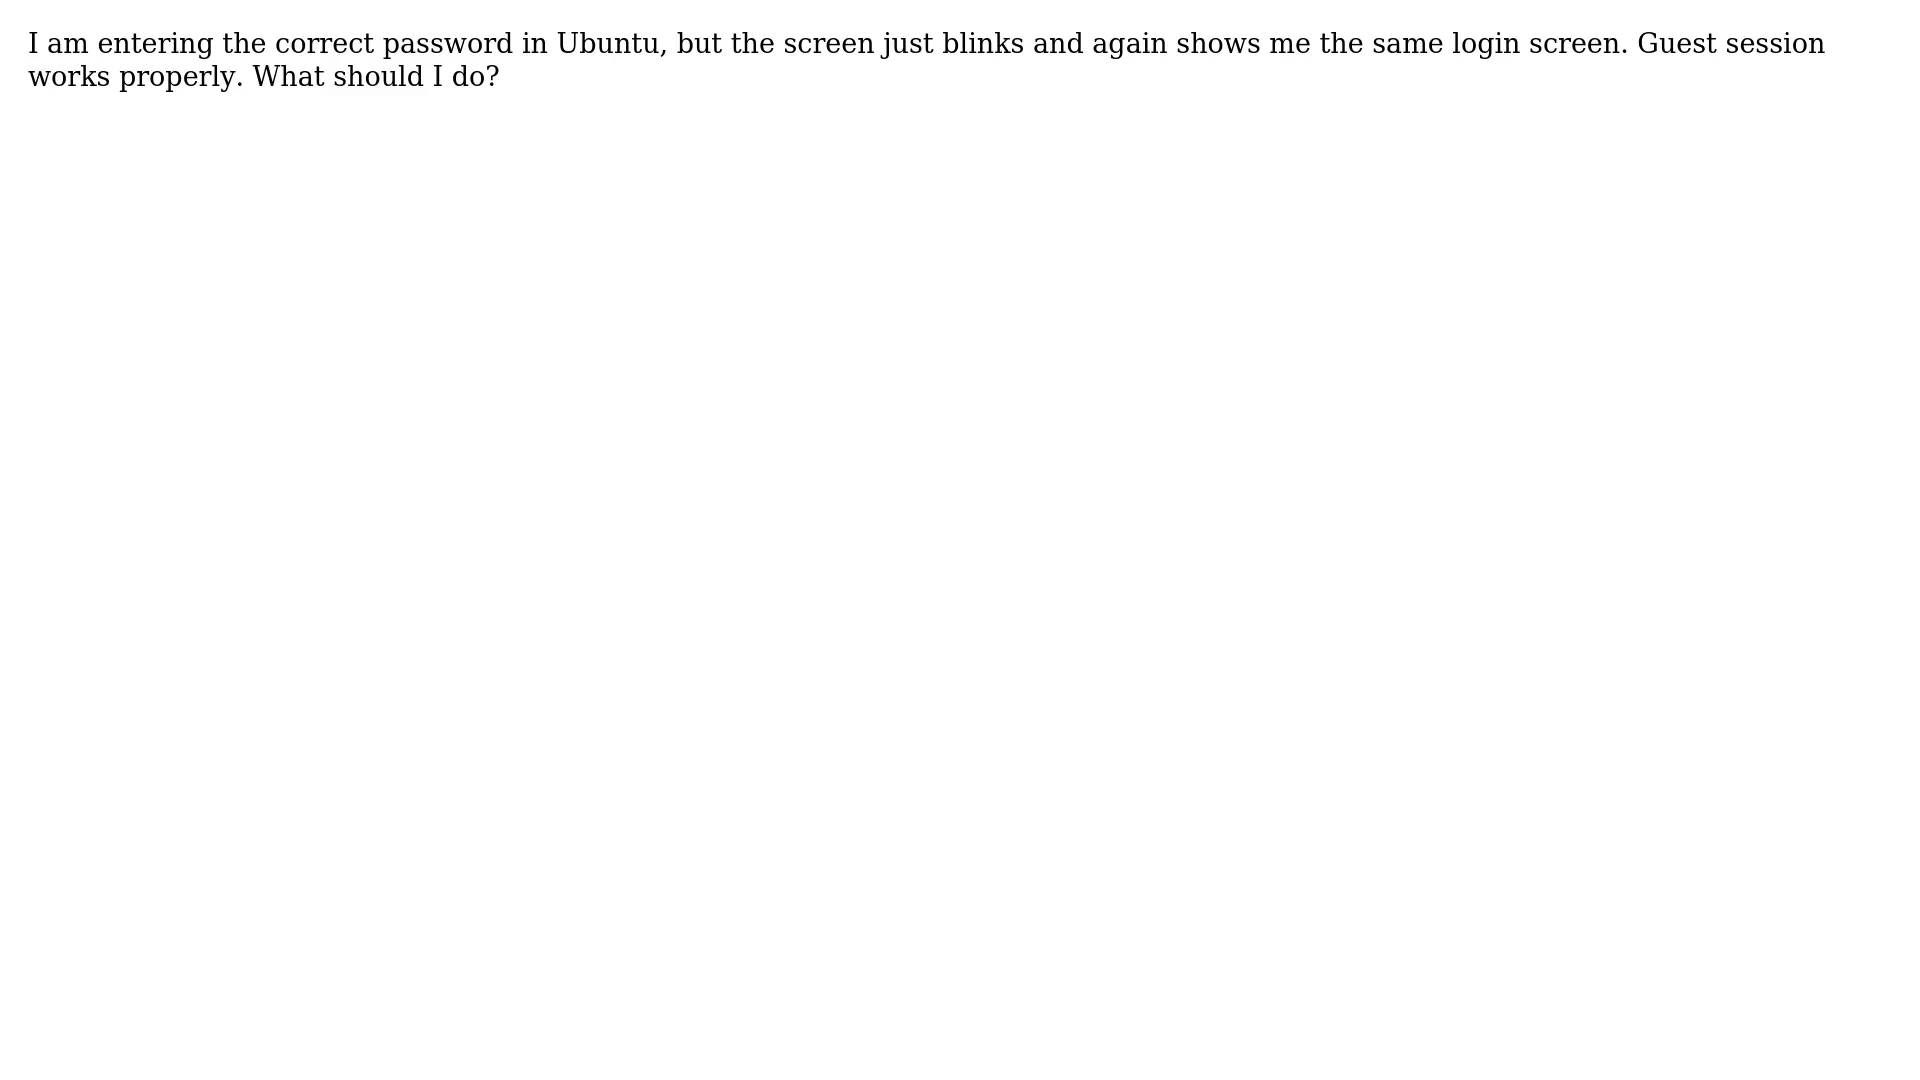 I am entering the correct password in Ubuntu, but the screen just blinks and again shows me the same login screen. Guest session
works properly. What should I do?